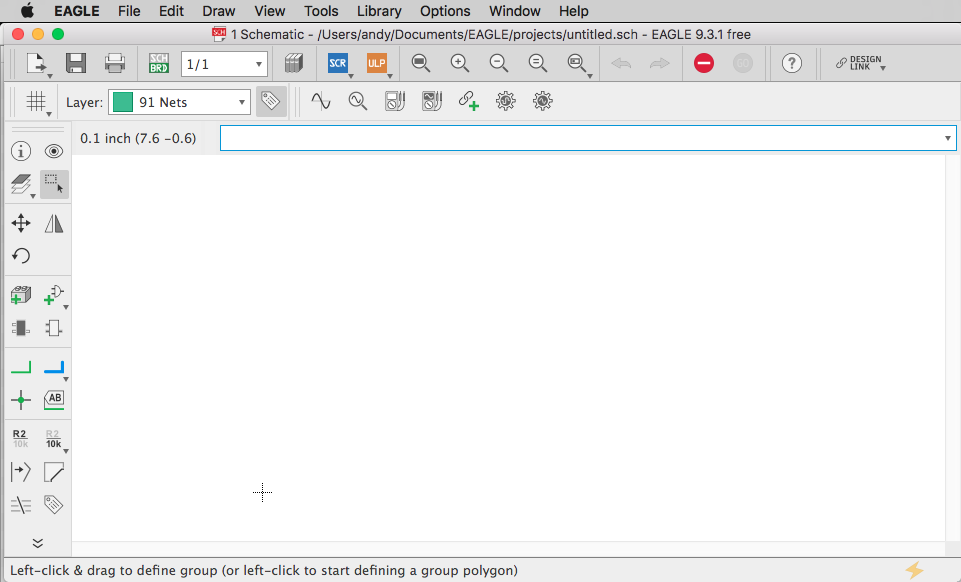 EAGLE File Edit Draw View Tools Library Options Window Help
SCH 1 Schematic - /Users/andy/Documents/EAGLE/projects/untitled.sch - EAGLE 9.3.1 free
SCH BRD 1/1 SCR ULP ? DESIGN LINK
Layer: 91 Nets
0.1 inch (7.6 -0.6)
i
AB
R2 R2
10k 10k
Left-click & drag to define group (or left-click to start defining a group polygon)